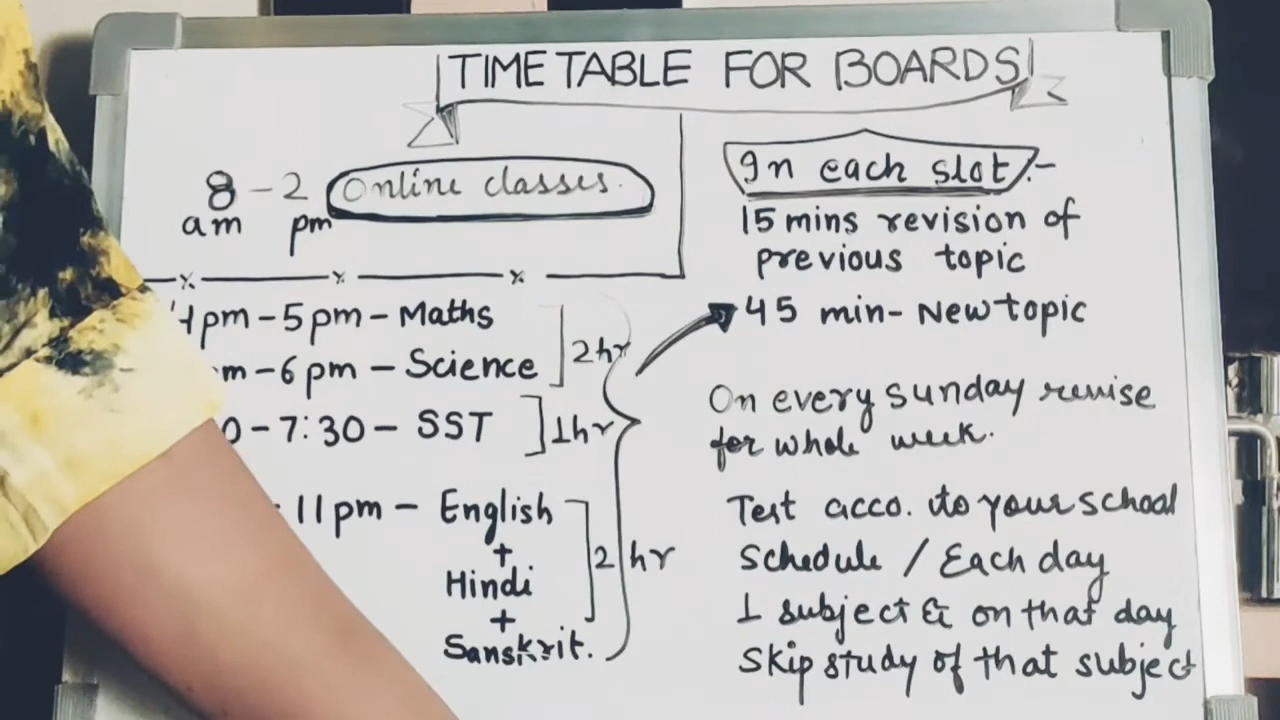 TIME TABLE FOR BOARDS
8 - 2 Online classes.
am pm
4pm - 5pm - Maths
m - 6pm - Science
2hr
0 - 7:30 - SST
1hr
11pm - English
+
Hindi
+
Sanskrit.
2 hr
In each slot :-
15 mins revision of
previous topic
45 min - New topic
On every sunday revise
for whole week.
Test acco. to your school
Schedule / Each day
1 subject & on that day
Skip study of that subject